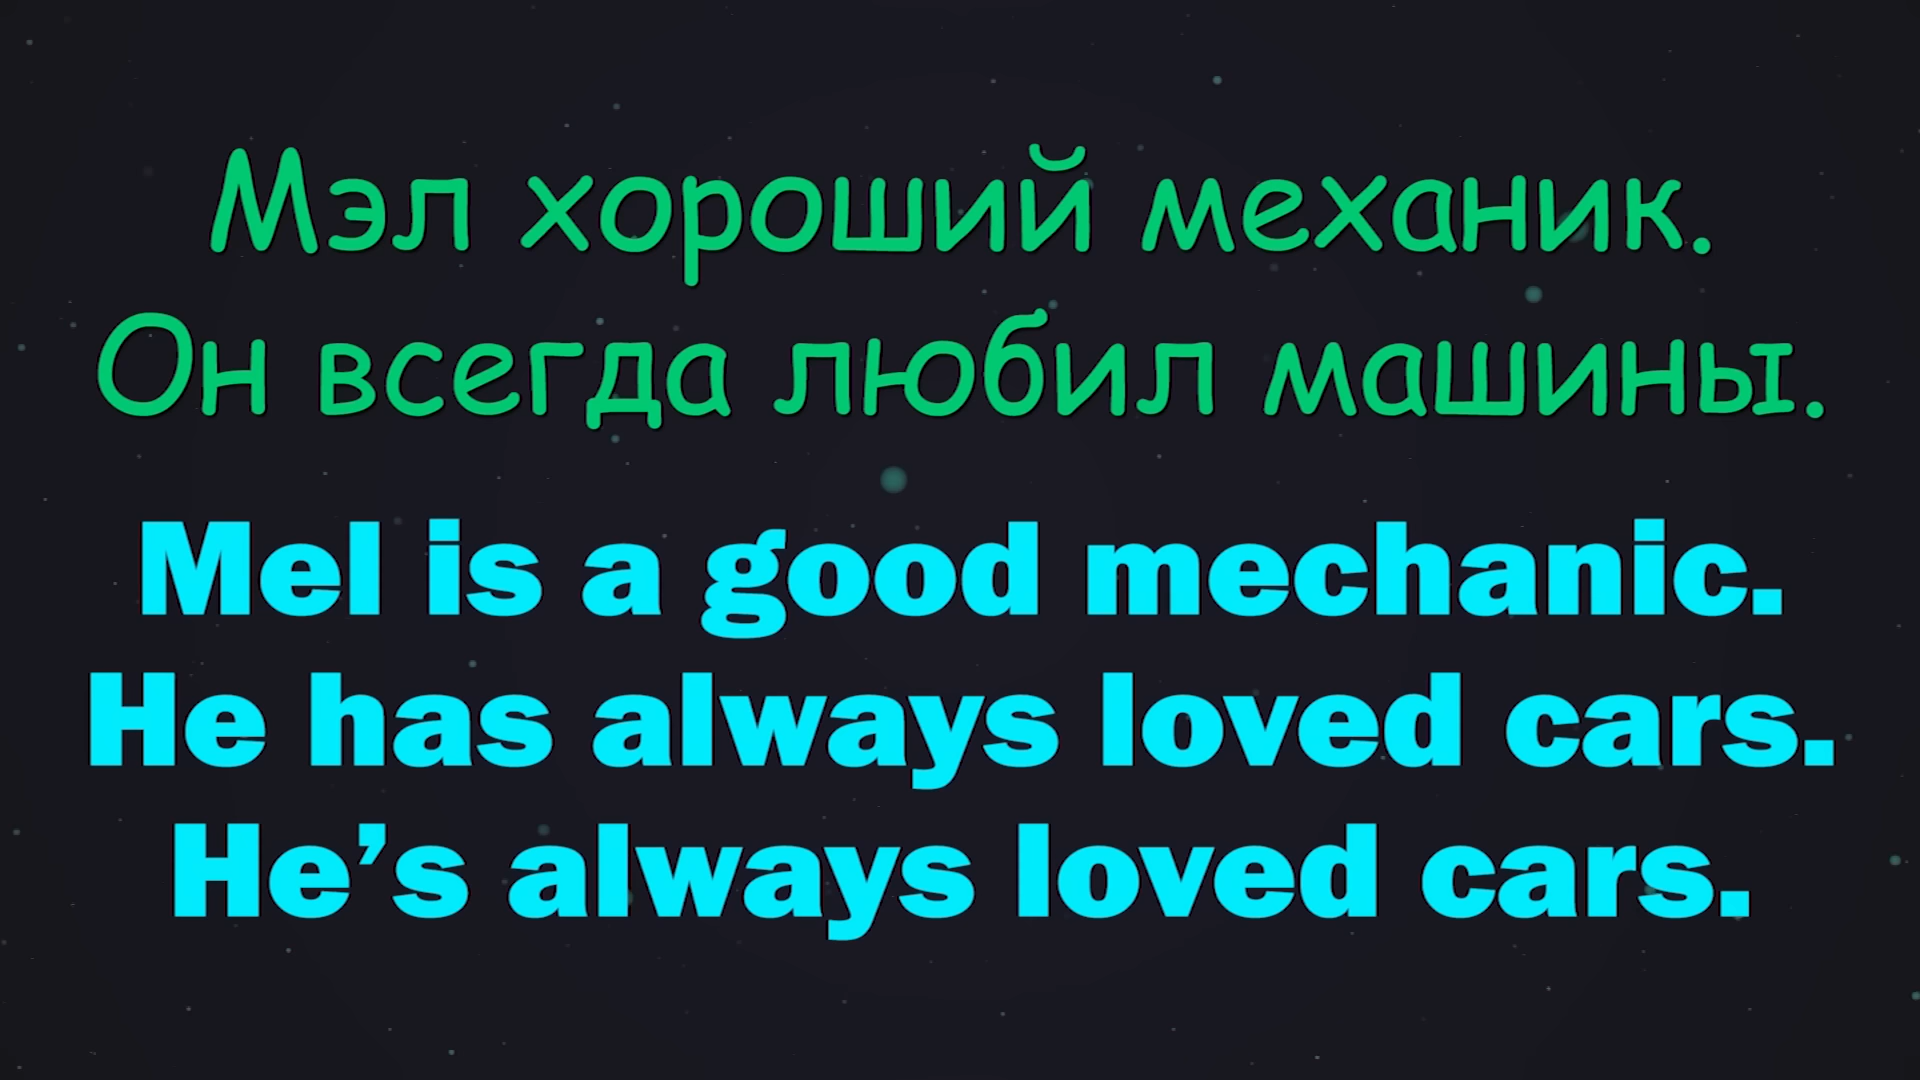 Мэл хороший механик.
Он всегда любил машины.
Mel is a good mechanic.
He has always loved cars.
He’s always loved cars.